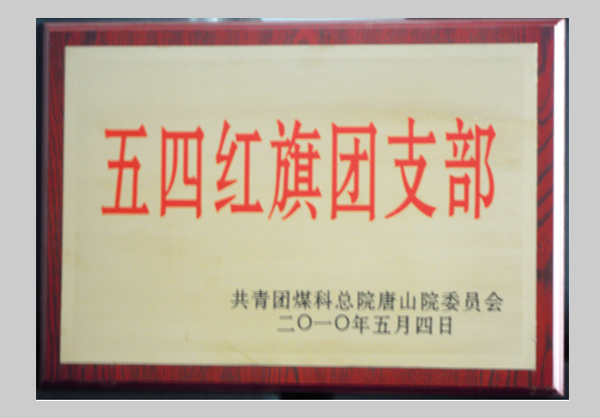 五四红旗团支部
共青团煤科总院唐山院委员会
二〇一〇年五月四日